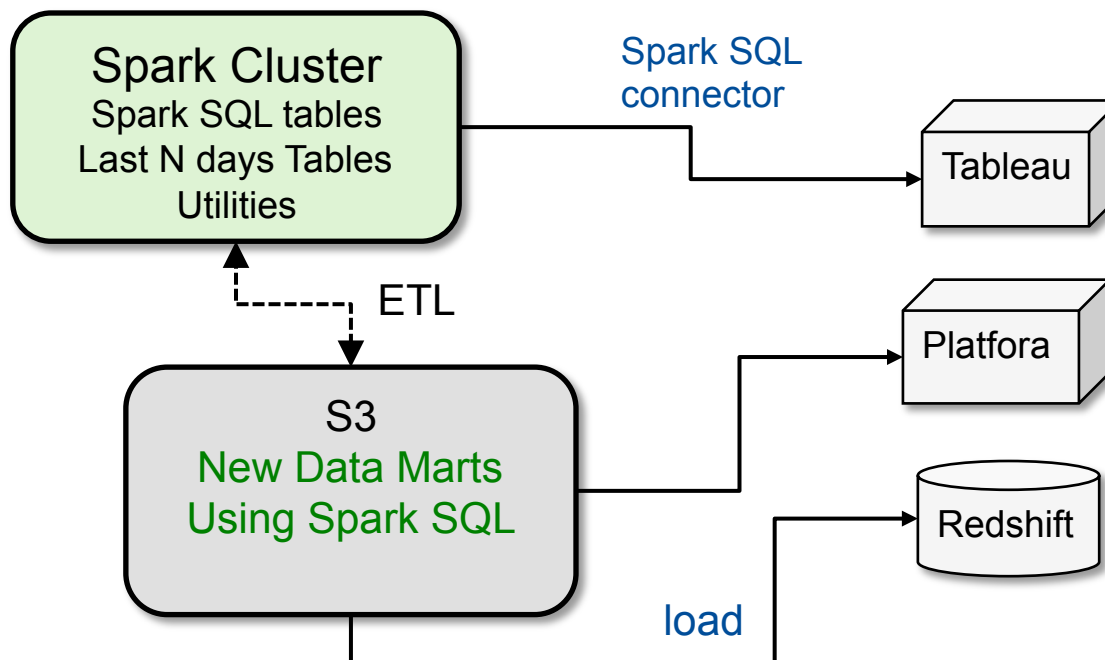 Spark Cluster
Spark SQL tables
Last N days Tables
Utilities
Spark SQL
connector
Tableau
ETL
Platfora
S3
New Data Marts
Using Spark SQL
Redshift
load